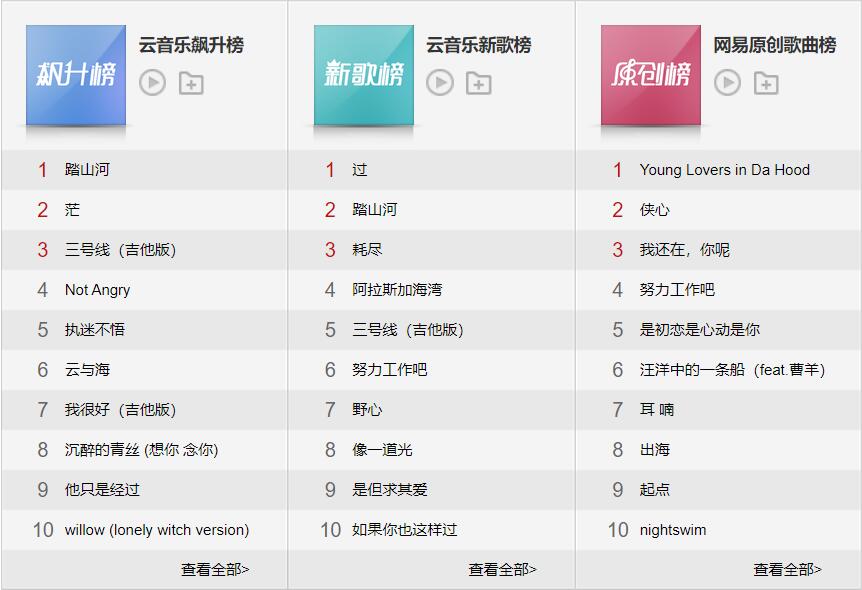 飙升榜
云音乐飙升榜
1 踏山河
2 茫
3 三号线（吉他版）
4 Not Angry
5 执迷不悟
6 云与海
7 我很好（吉他版）
8 沉醉的青丝 (想你 念你)
9 他只是经过
10 willow (lonely witch version)
查看全部>
新歌榜
云音乐新歌榜
1 过
2 踏山河
3 耗尽
4 阿拉斯加海湾
5 三号线（吉他版）
6 努力工作吧
7 野心
8 像一道光
9 是但求其爱
10 如果你也这样过
查看全部>
原创榜
网易原创歌曲榜
1 Young Lovers in Da Hood
2 侠心
3 我还在，你呢
4 努力工作吧
5 是初恋是心动是你
6 汪洋中的一条船（feat.曹羊）
7 耳 喃
8 出海
9 起点
10 nightswim
查看全部>